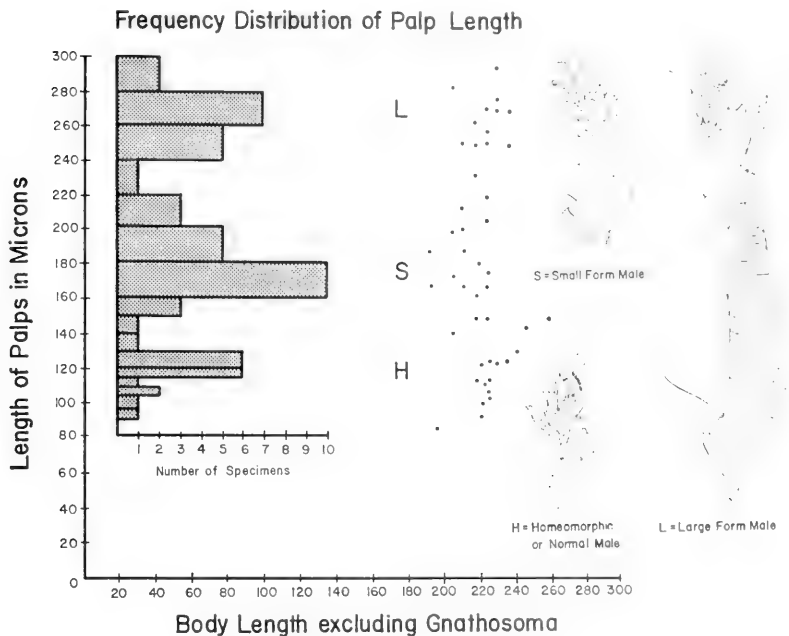 Frequency Distribution of Palp Length
Length of Palps in Microns
300
280
260
240
220
200
180
160
140
120
100
80
60
40
20
0
1 2 3 4 5 6 7 8 9 10
Number of Specimens
L
S
H
S = Small Form Male
H = Homeomorphic
or Normal Male
L = Large Form Male
20 40 60 80 100 120 140 160 180 200 220 240 260 280 300
Body Length excluding Gnathosoma